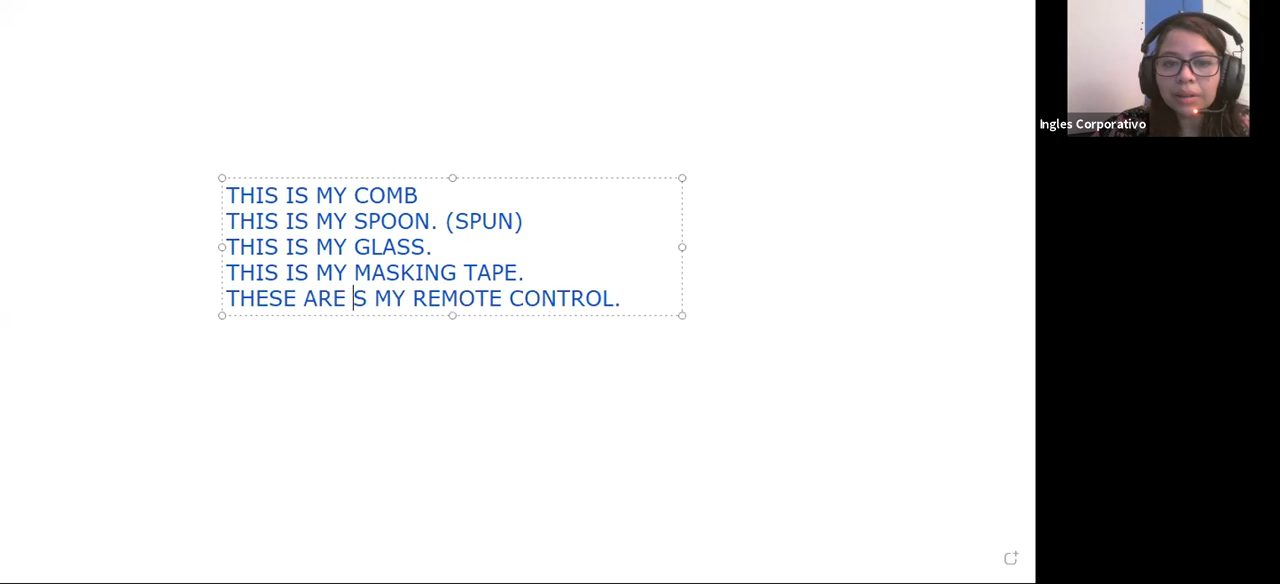 THIS IS MY COMB
THIS IS MY SPOON. (SPUN)
THIS IS MY GLASS.
THIS IS MY MASKING TAPE.
THESE ARE S MY REMOTE CONTROL.
Ingles Corporativo